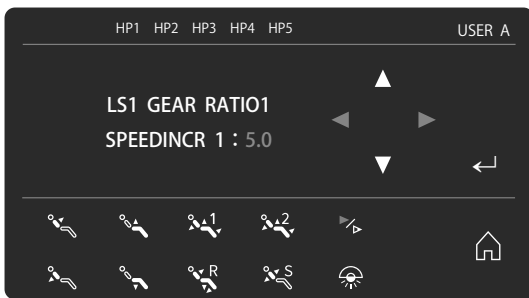 HP1 HP2 HP3 HP4 HP5 USER A
LS1 GEAR RATIO1
SPEEDINCR 1 : 5.0
1 2
R S